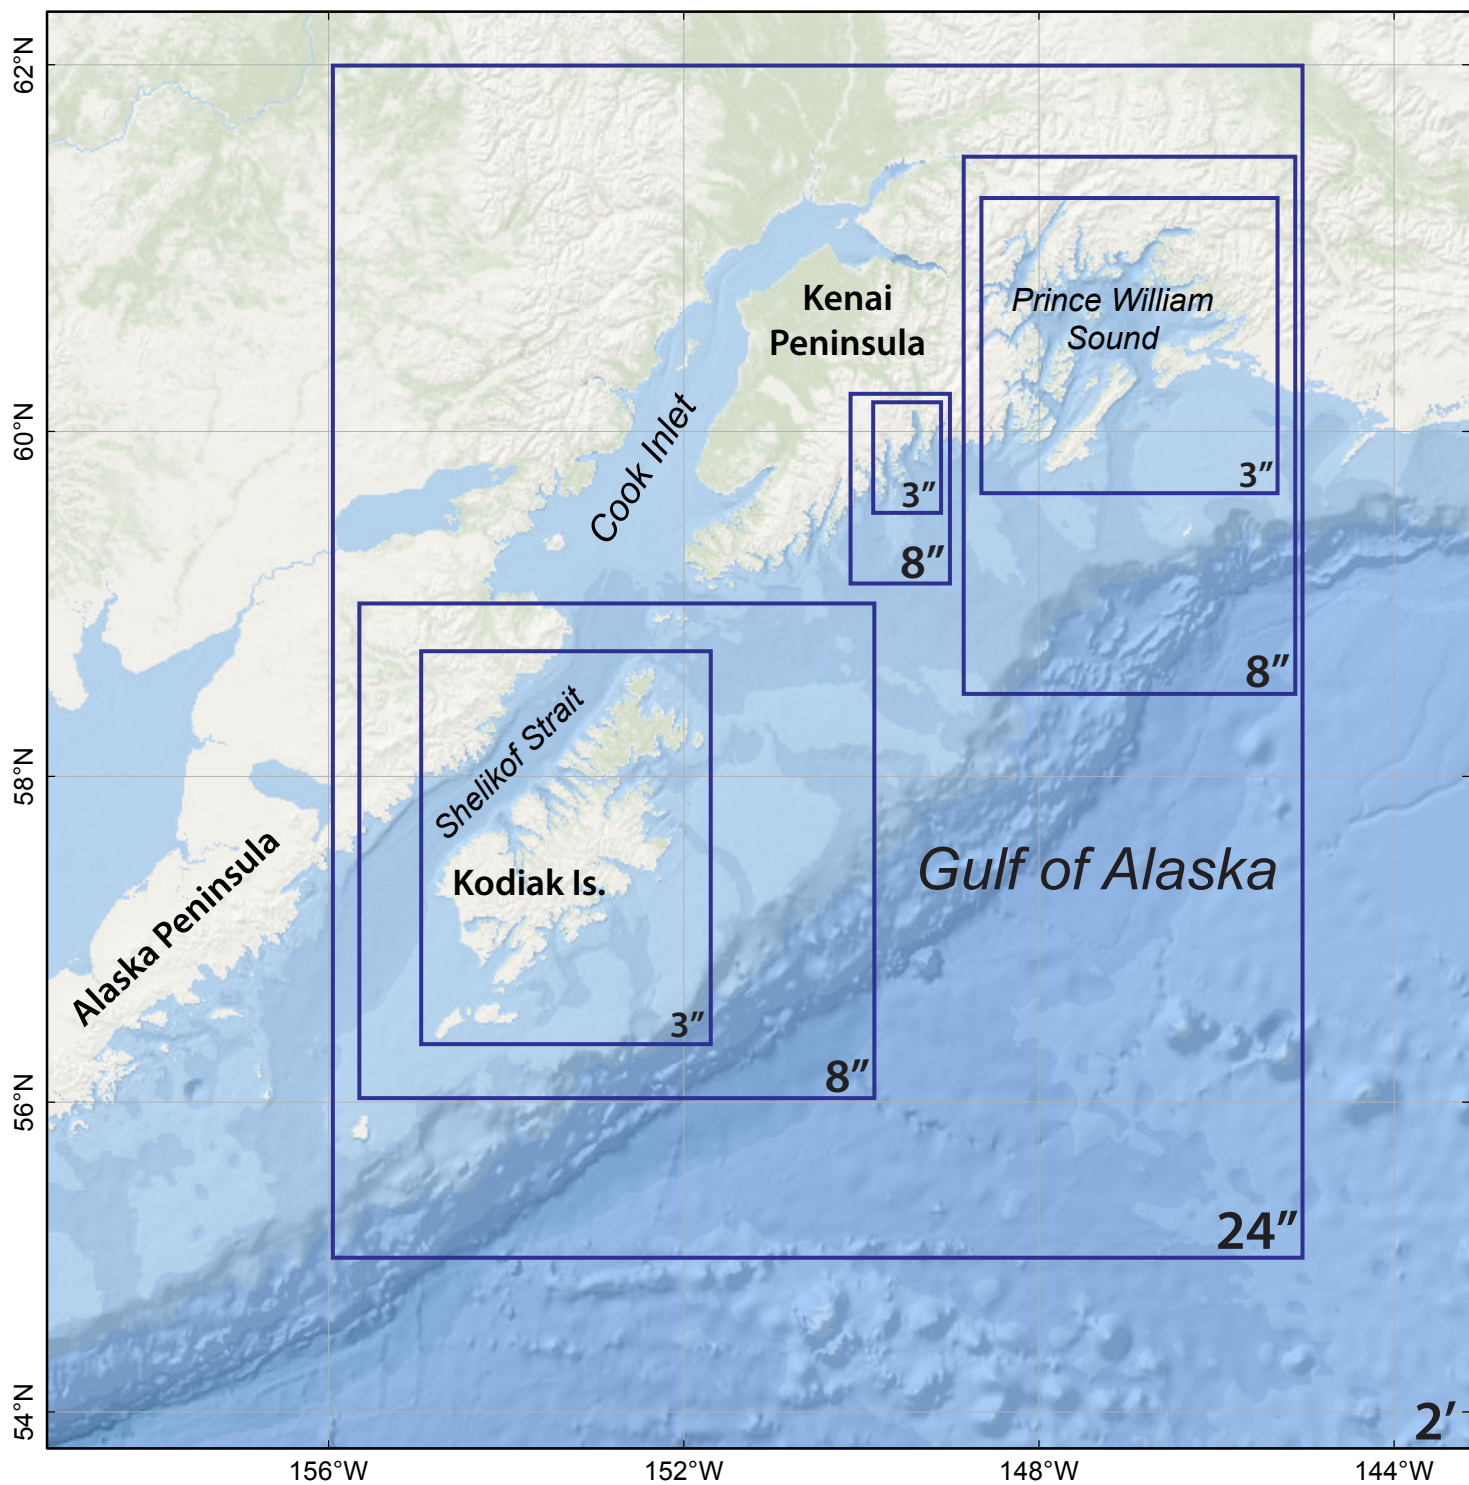 62°N
60°N
58°N
56°N
54°N
Kenai
Peninsula
Prince William
Sound
Cook Inlet
3″
3″
8″
8″
Shelikof Strait
Kodiak Is.
Gulf of Alaska
Alaska Peninsula
3″
8″
24″
2′
156°W
152°W
148°W
144°W